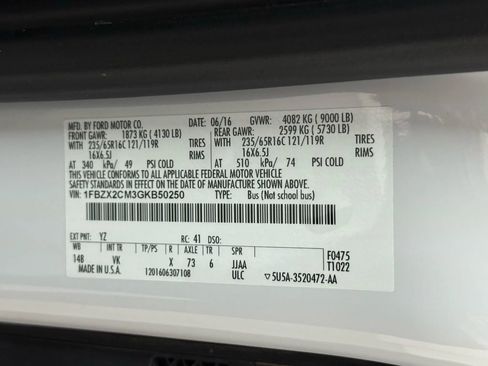 MFD. BY FORD MOTOR CO. 06/16 GVWR: 4082 KG ( 9000 LB)
FRONT GAWR: 1873 KG ( 4130 LB) REAR GAWR: 2599 KG ( 5730 LB)
WITH 235/65R16C 121/119R TIRES WITH 235/65R16C 121/119R TIRES
16X6.5J RIMS 16X6.5J RIMS
AT 340 kPa/ 49 PSI COLD AT 510 kPa/ 74 PSI COLD
THIS VEHICLE CONFORMS TO ALL APPLICABLE FEDERAL MOTOR VEHICLE
SAFETY STANDARDS IN EFFECT ON THE DATE OF MANUFACTURE SHOWN ABOVE.
VIN: 1FBZX2CM3GKB50250 TYPE: Bus (Not school bus)
EXT PNT: YZ RC: 41 DSO:
WB INT TR TP/PS R AXLE TR SPR F0475
148 VK X 73 6 JJAA T1022
MADE IN U.S.A. 1201606307108 ULC 5U5A-3520472-AA